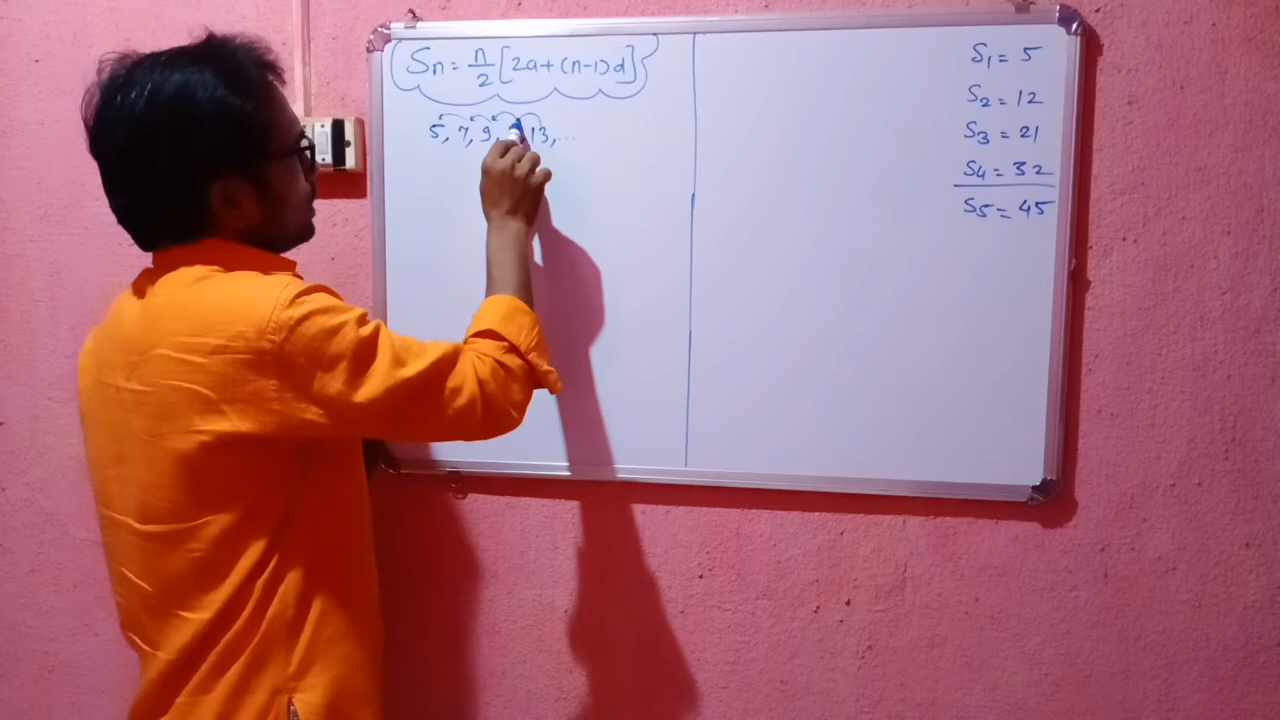 Sn = n/2 [2a+(n-1)d]
5, 7, 9, 13, ...
S1 = 5
S2 = 12
S3 = 21
S4 = 32
S5 = 45